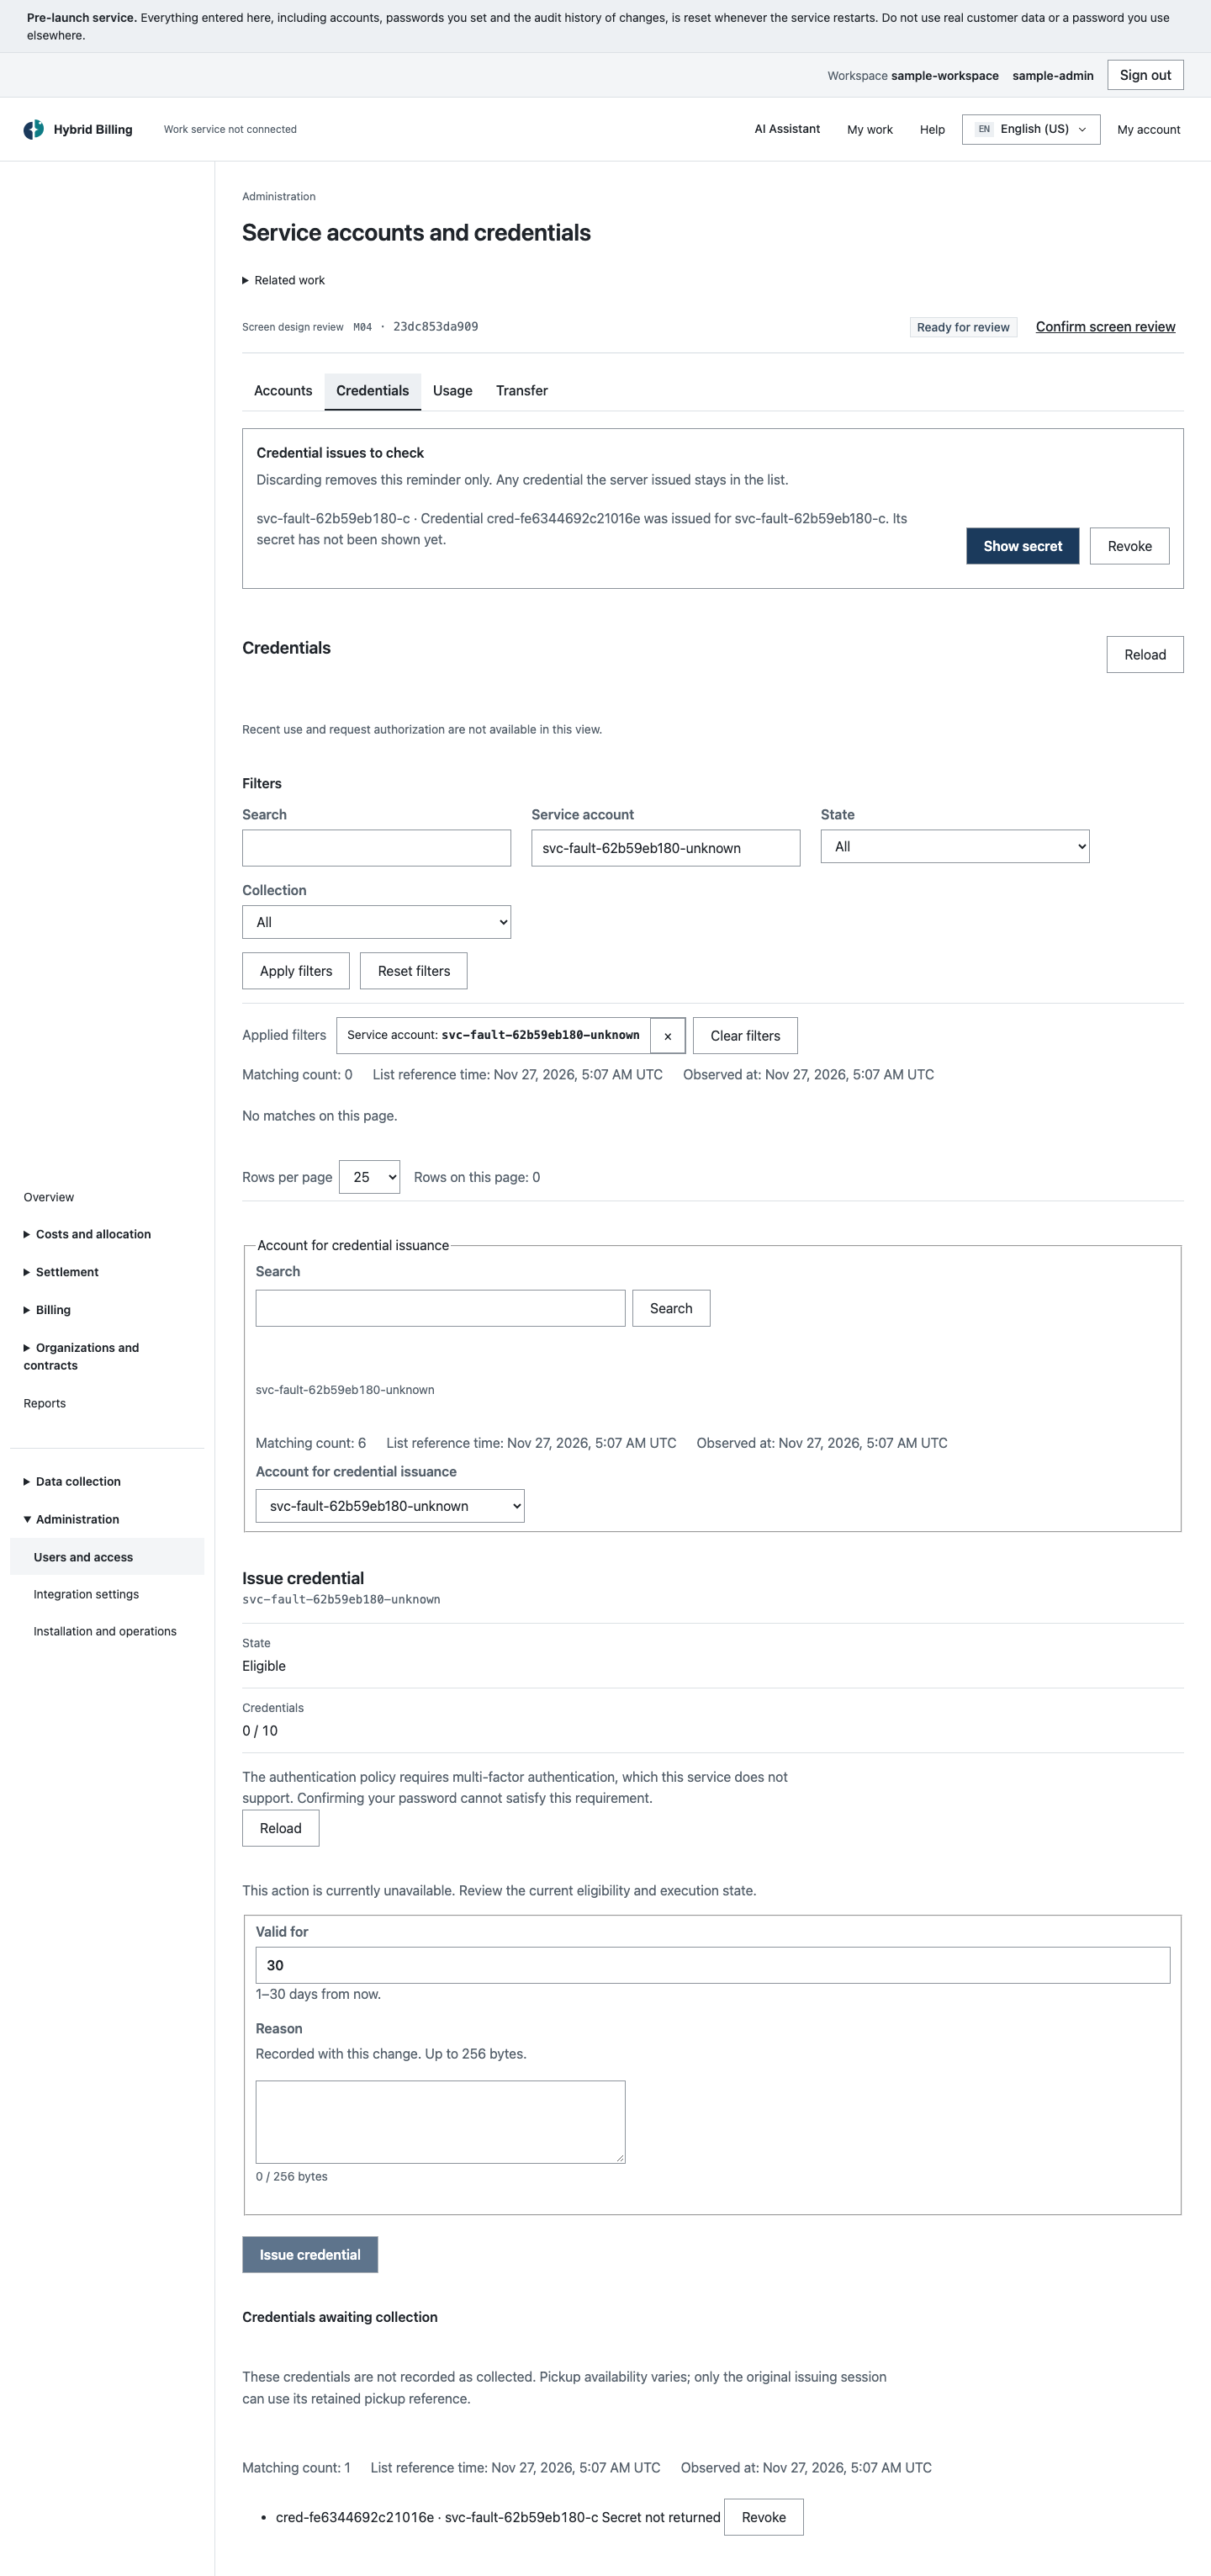 Pre-launch service. Everything entered here, including accounts, passwords you set and the audit history of changes, is reset whenever the service restarts. Do not use real customer data or a password you use
elsewhere.
Workspace sample-workspace sample-admin Sign out
Hybrid Billing Work service not connected AI Assistant My work Help EN English (US) My account
Administration
Service accounts and credentials
Related work
Screen design review M04 · 23dc853da909 Ready for review Confirm screen review
Accounts Credentials Usage Transfer
Credential issues to check
Discarding removes this reminder only. Any credential the server issued stays in the list.
svc-fault-62b59eb180-c · Credential cred-fe6344692c21016e was issued for svc-fault-62b59eb180-c. Its
secret has not been shown yet.
Show secret Revoke
Credentials Reload
Recent use and request authorization are not available in this view.
Filters
Search Service account State
svc-fault-62b59eb180-unknown All
Collection
All
Apply filters Reset filters
Applied filters Service account: svc-fault-62b59eb180-unknown × Clear filters
Matching count: 0 List reference time: Nov 27, 2026, 5:07 AM UTC Observed at: Nov 27, 2026, 5:07 AM UTC
No matches on this page.
Rows per page 25 Rows on this page: 0
Overview
Costs and allocation
Settlement
Billing
Organizations and
contracts
Reports
Data collection
Administration
Users and access
Integration settings
Installation and operations
Account for credential issuance
Search
Search
svc-fault-62b59eb180-unknown
Matching count: 6 List reference time: Nov 27, 2026, 5:07 AM UTC Observed at: Nov 27, 2026, 5:07 AM UTC
Account for credential issuance
svc-fault-62b59eb180-unknown
Issue credential
svc-fault-62b59eb180-unknown
State
Eligible
Credentials
0 / 10
The authentication policy requires multi-factor authentication, which this service does not
support. Confirming your password cannot satisfy this requirement.
Reload
This action is currently unavailable. Review the current eligibility and execution state.
Valid for
30
1–30 days from now.
Reason
Recorded with this change. Up to 256 bytes.
0 / 256 bytes
Issue credential
Credentials awaiting collection
These credentials are not recorded as collected. Pickup availability varies; only the original issuing session
can use its retained pickup reference.
Matching count: 1 List reference time: Nov 27, 2026, 5:07 AM UTC Observed at: Nov 27, 2026, 5:07 AM UTC
• cred-fe6344692c21016e · svc-fault-62b59eb180-c Secret not returned Revoke